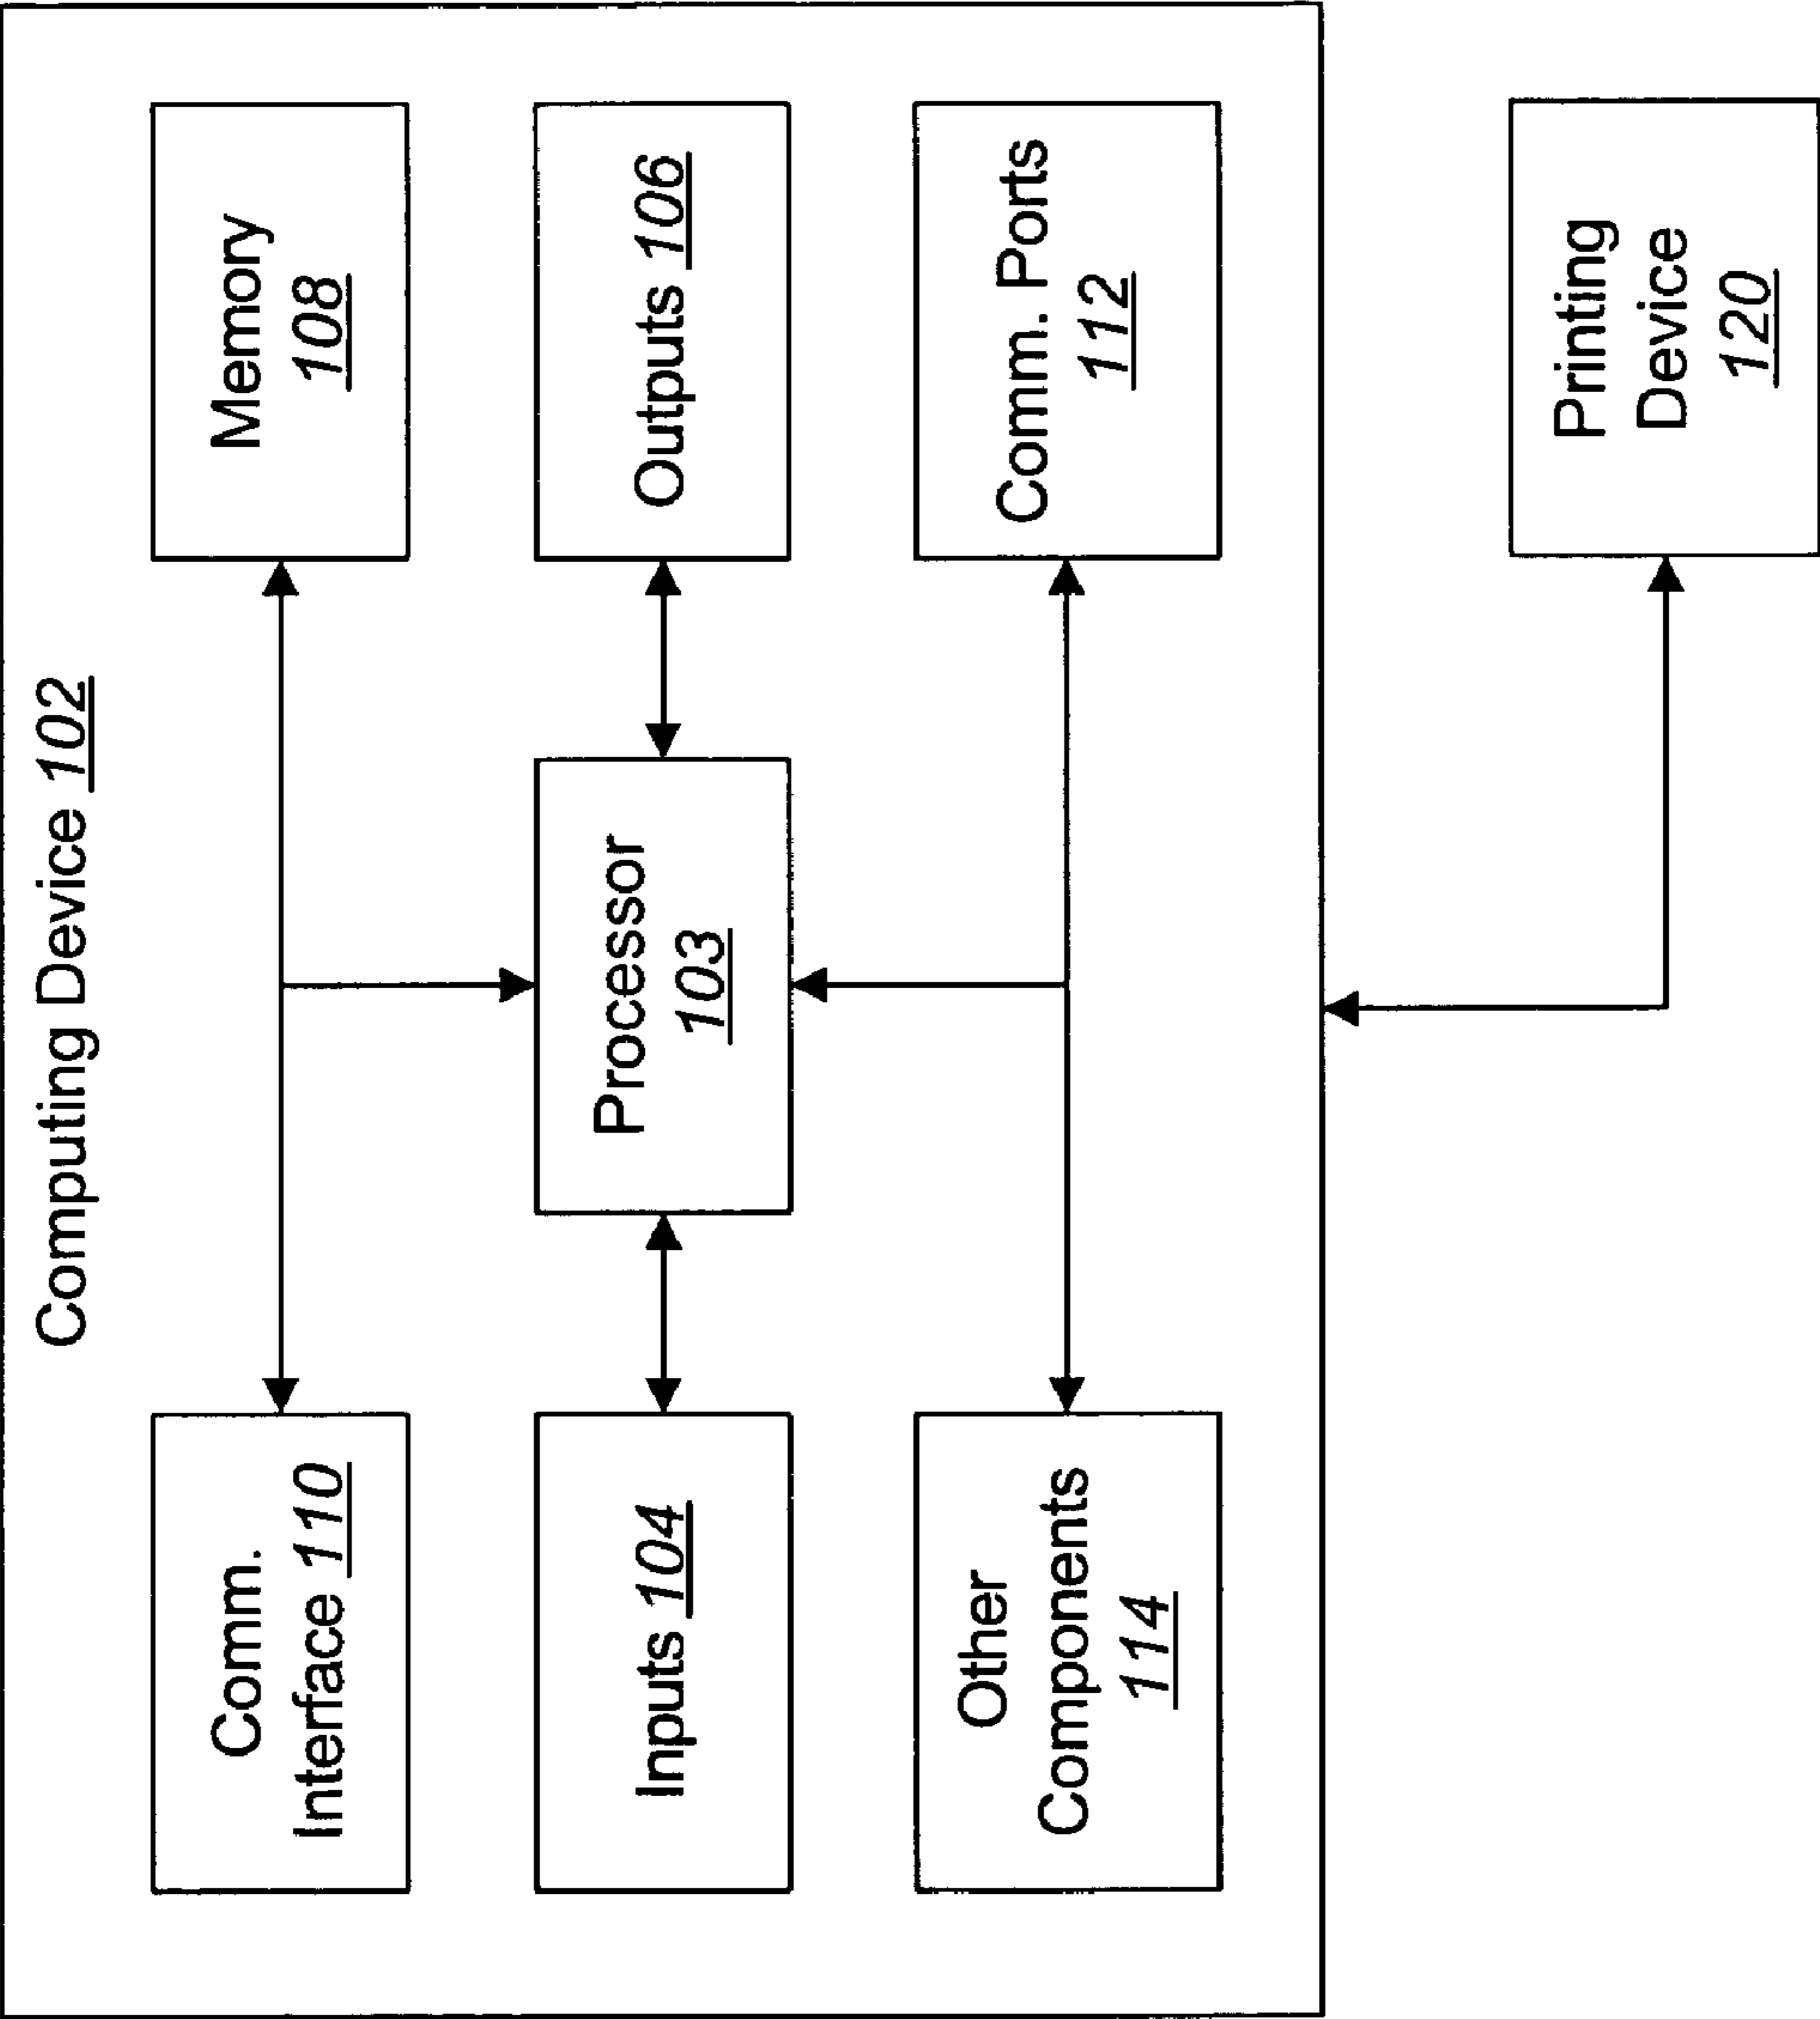 Computing Device 102
Comm.
Interface 110
Memory
108
Inputs 104
Processor
103
Outputs 106
Other
Components
114
Comm. Ports
112
Printing
Device
120